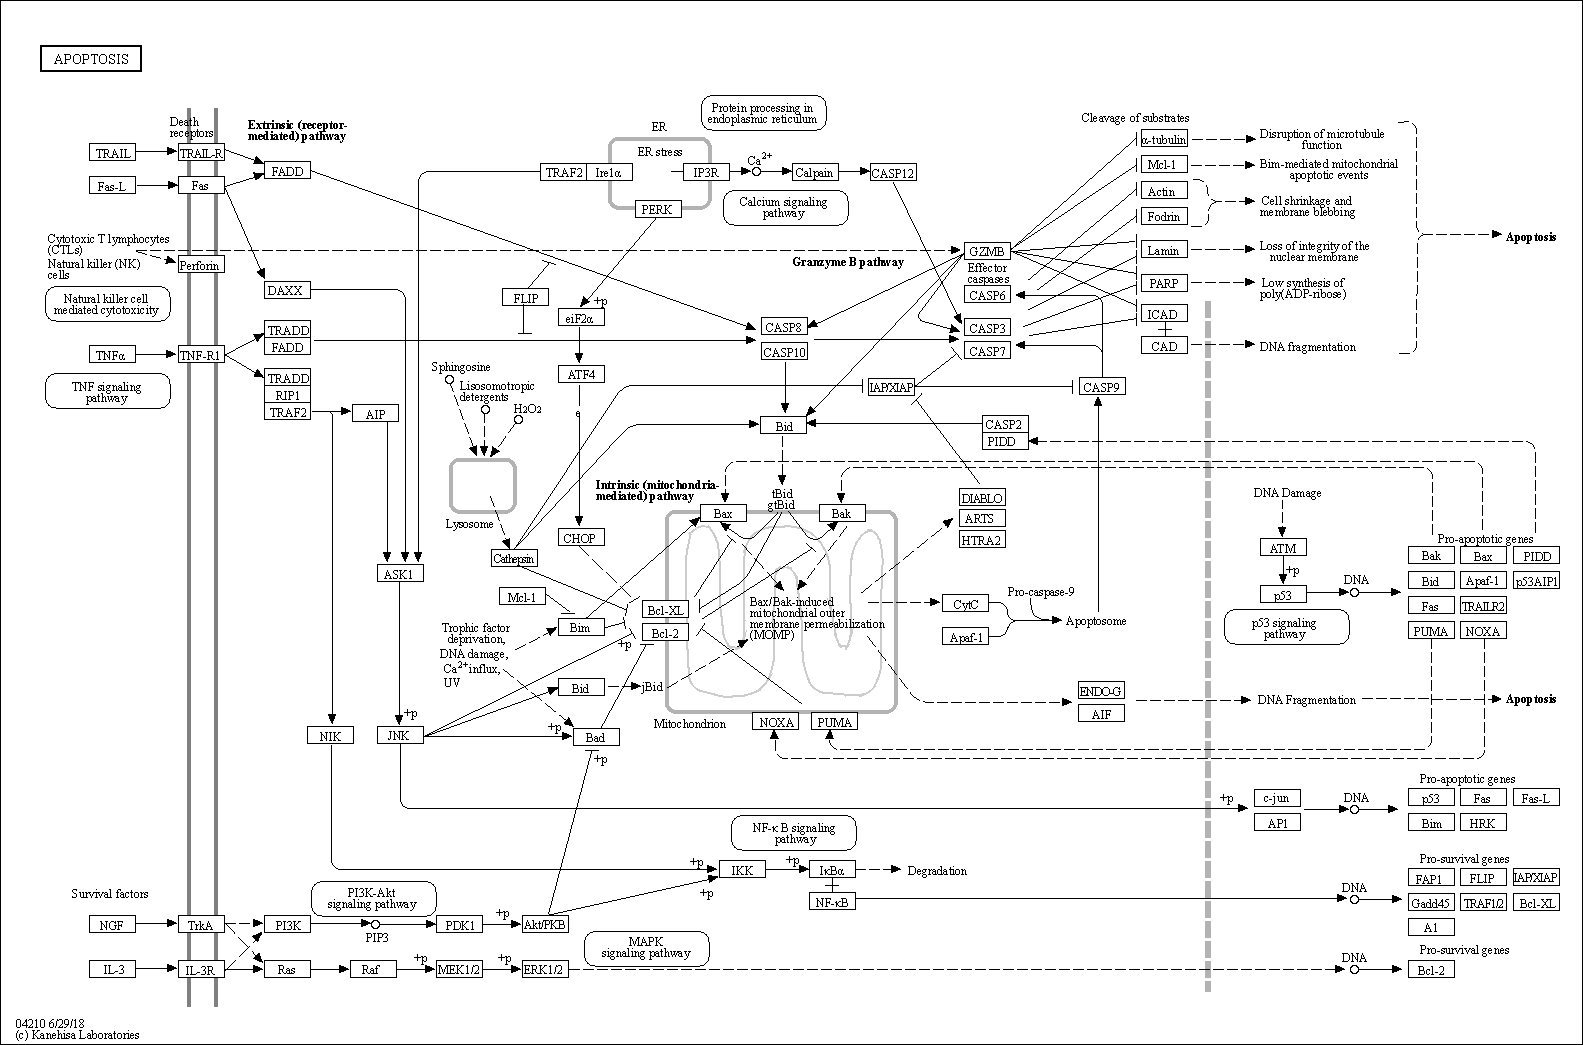 APOPTOSIS
Protein processing in
endoplasmic reticulum
Death
receptors
Extrinsic (receptor-
mediated) pathway
ER
ER stress
Cleavage of substrates
TRAIL
TRAIL-R
FADD
TRAF2
Ire1α
IP3R
Ca2+
Calpain
CASP12
α-tubulin
Disruption of microtubule
function
Mcl-1
Bim-mediated mitochondrial
apoptotic events
Fas-L
Fas
PERK
Calcium signaling
pathway
Actin
Fodrin
Cell shrinkage and
membrane blebbing
Cytotoxic T lymphocytes
(CTLs)
Natural killer (NK)
cells
Perforin
Granzyme B pathway
GZMB
Effector
caspases
CASP6
Lamin
Loss of integrity of the
nuclear membrane
Apoptosis
PARP
Low synthesis of
poly(ADP-ribose)
Natural killer cell
mediated cytotoxicity
DAXX
FLIP
+p
eiF2α
CASP8
CASP10
CASP3
CASP7
ICAD
CAD
DNA fragmentation
TRADD
FADD
TNFα
TNF-R1
TNF signaling
pathway
TRADD
RIP1
TRAF2
AIP
Sphingosine
Lisosomotropic
detergents
H2O2
ATF4
e
IAP/XIAP
CASP9
Bid
CASP2
PIDD
Intrinsic (mitochondria-
mediated) pathway
tBid
gtBid
Lysosome
Bax
Bak
DIABLO
ARTS
HTRA2
DNA Damage
CHOP
Cathepsin
ASK1
ATM
+p
p53
DNA
p53 signaling
pathway
Pro-apoptotic genes
Bak
Bax
PIDD
Bid
Apaf-1
p53AIP1
Fas
TRAILR2
PUMA
NOXA
Mcl-1
Bim
Bcl-XL
Bcl-2
+p
Bax/Bak-induced
mitochondrial outer
membrane permeabilization
(MOMP)
CytC
Apaf-1
Pro-caspase-9
Apoptosome
Trophic factor
deprivation,
DNA damage,
Ca2+ influx,
UV
Bid
jBid
ENDO-G
AIF
DNA Fragmentation
Apoptosis
Mitochondrion
NOXA
PUMA
NIK
+p
JNK
+p
Bad
+p
Pro-apoptotic genes
+p
c-jun
AP1
DNA
p53
Fas
Fas-L
Bim
HRK
NF-κB signaling
pathway
+p
IKK
+p
IκBα
Degradation
NF-κB
+p
DNA
Pro-survival genes
FAP1
FLIP
IAP/XIAP
Gadd45
TRAF1/2
Bcl-XL
A1
Survival factors
PI3K-Akt
signaling pathway
NGF
TrkA
PI3K
PIP3
PDK1
+p
Akt/PKB
MAPK
signaling pathway
IL-3
IL-3R
Ras
Raf
+p
MEK1/2
+p
ERK1/2
DNA
Pro-survival genes
Bcl-2
04210 6/29/18
(c) Kanehisa Laboratories